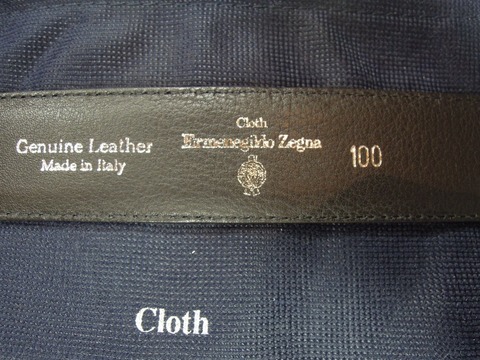 Genuine Leather
Made in Italy
Cloth
Ermenegildo Zegna
100
Cloth